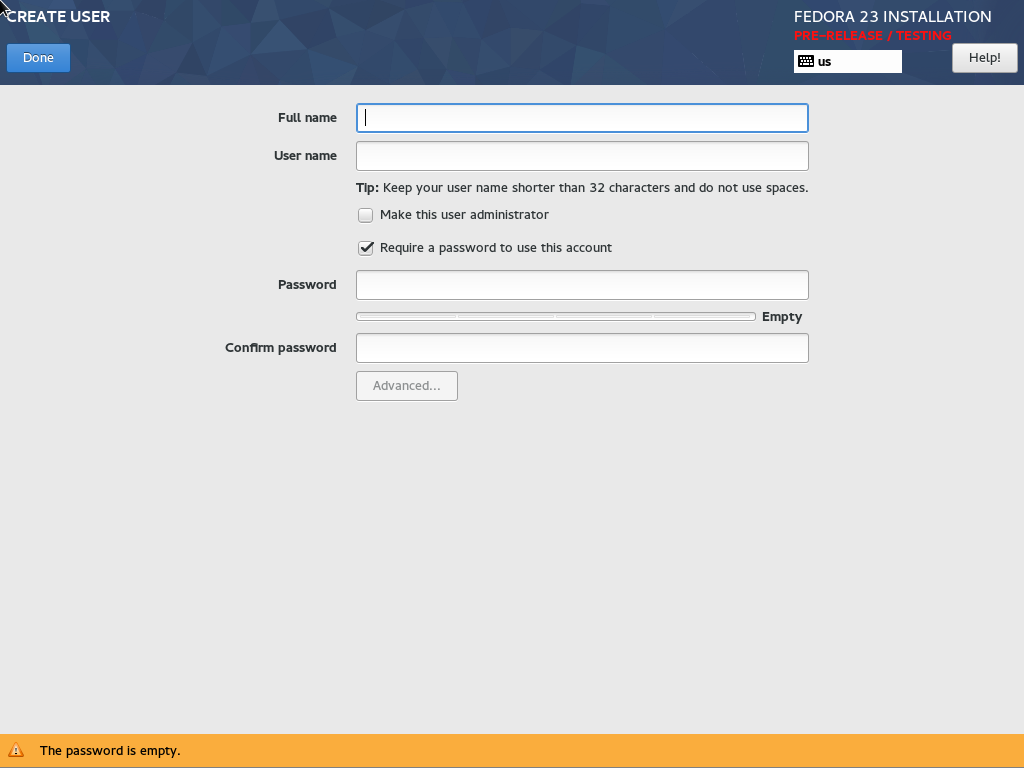 CREATE USER
FEDORA 23 INSTALLATION
PRE-RELEASE / TESTING
Done
us
Help!
Full name
User name
Tip: Keep your user name shorter than 32 characters and do not use spaces.
Make this user administrator
Require a password to use this account
Password
Empty
Confirm password
Advanced...
The password is empty.